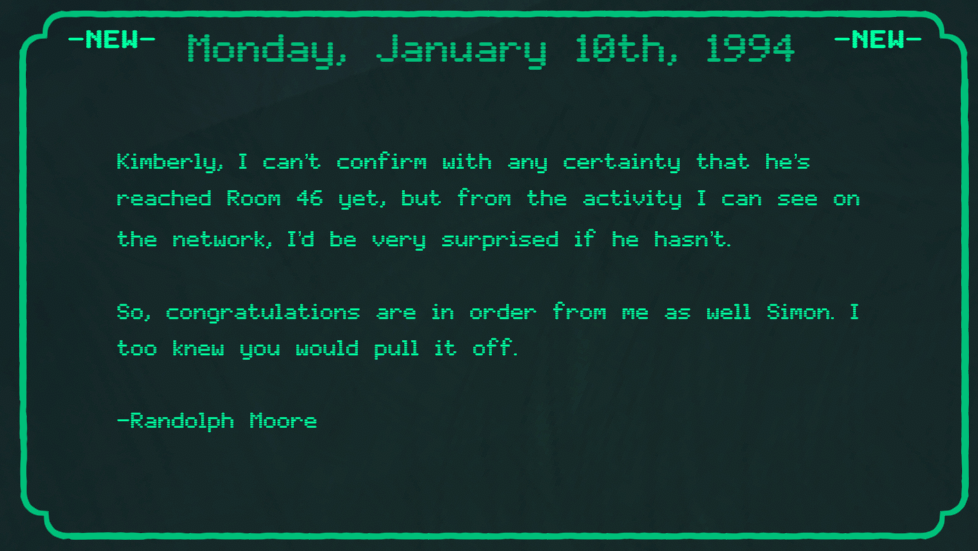 -NEW- Monday, January 10th, 1994 -NEW-
Kimberly, I can't confirm with any certainty that he's
reached Room 46 yet, but from the activity I can see on
the network, I'd be very surprised if he hasn't.
So, congratulations are in order from me as well Simon. I
too knew you would pull it off.
-Randolph Moore